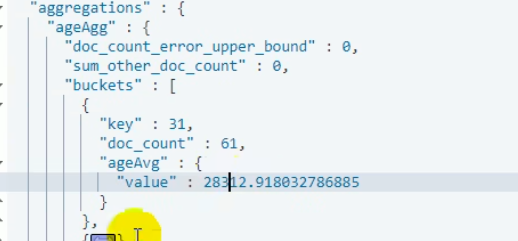 "aggregations" : {
"ageAgg" : {
"doc_count_error_upper_bound" : 0,
"sum_other_doc_count" : 0,
"buckets" : [
{
"key" : 31,
"doc_count" : 61,
"ageAvg" : {
"value" : 28312.918032786885
}
},
{